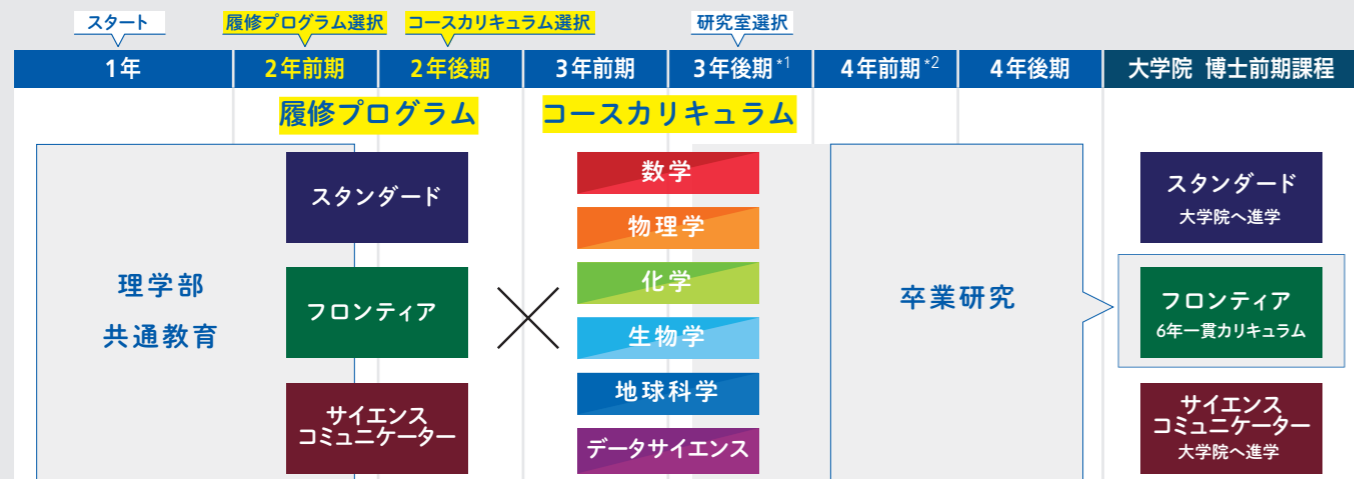 スタート
履修プログラム選択
コースカリキュラム選択
研究室選択
1年
2年前期
2年後期
3年前期
3年後期*1
4年前期*2
4年後期
大学院 博士前期課程
履修プログラム
コースカリキュラム
理学部
共通教育
スタンダード
フロンティア
サイエンス
コミュニケーター
数学
物理学
化学
生物学
地球科学
データサイエンス
卒業研究
スタンダード
大学院へ進学
フロンティア
6年一貫カリキュラム
サイエンス
コミュニケーター
大学院へ進学